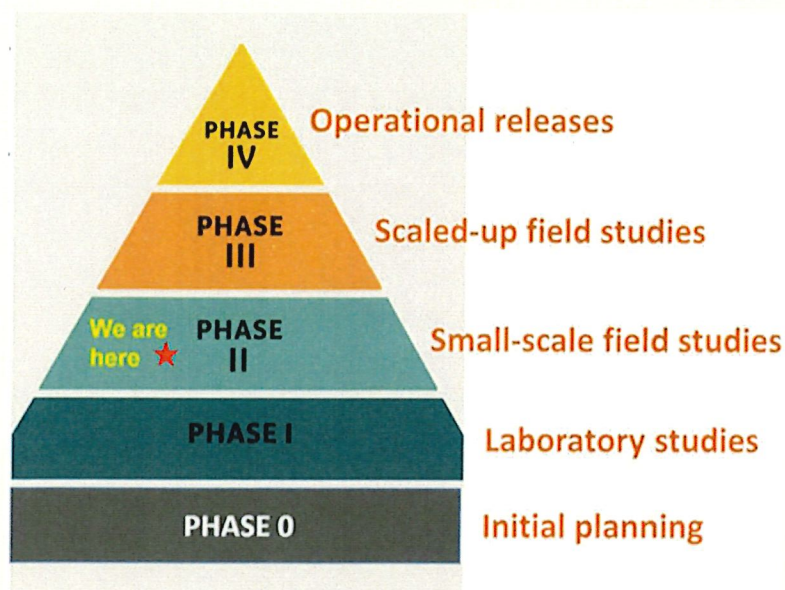 PHASE
IV
Operational releases
PHASE
III
Scaled-up field studies
We are
here
PHASE
II
Small-scale field studies
PHASE I
Laboratory studies
PHASE 0
Initial planning